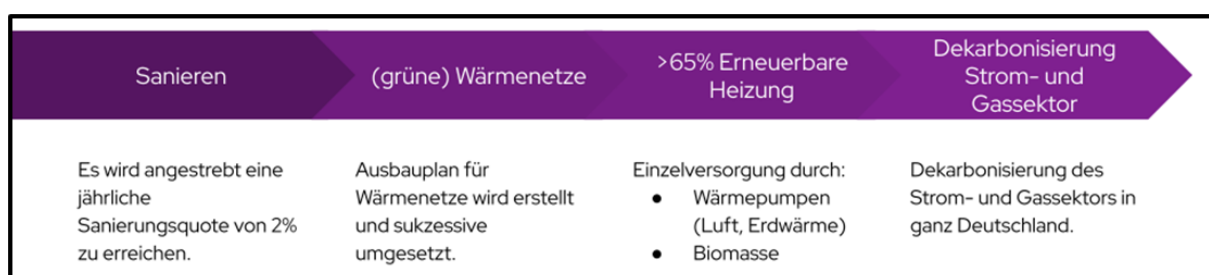 Sanieren
(grüne) Wärmenetze
>65% Erneuerbare
Heizung
Dekarbonisierung
Strom- und
Gassektor
Es wird angestrebt eine
jährliche
Sanierungsquote von 2%
zu erreichen.
Ausbauplan für
Wärmenetze wird erstellt
und sukzessive
umgesetzt.
Einzelversorgung durch:
● Wärmepumpen
(Luft, Erdwärme)
● Biomasse
Dekarbonisierung des
Strom- und Gassektors in
ganz Deutschland.